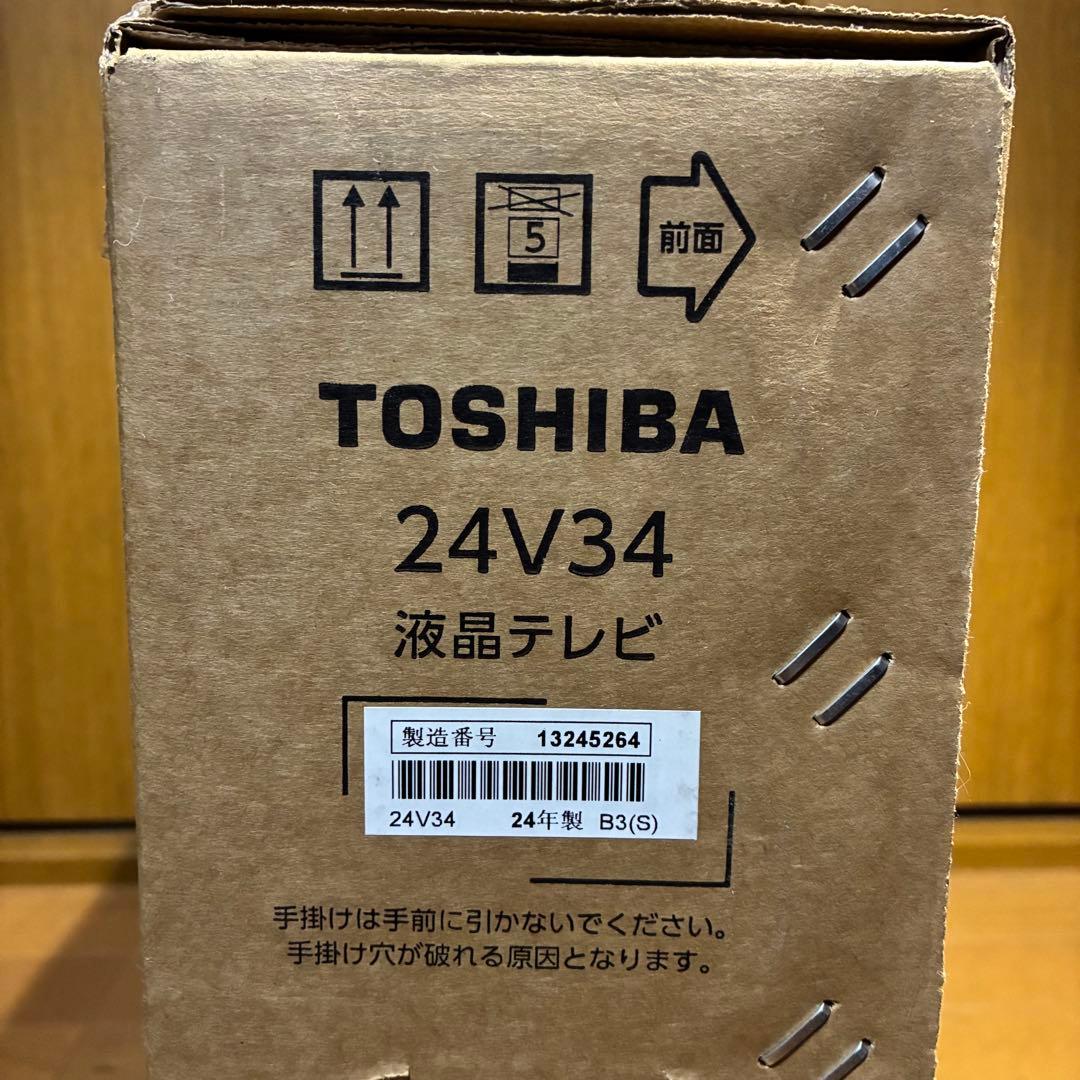 5
前面
TOSHIBA
24V34
液晶テレビ
製造番号 13245264
24V34 24年製 B3(S)
手掛けは手前に引かないでください。
手掛け穴が破れる原因となります。